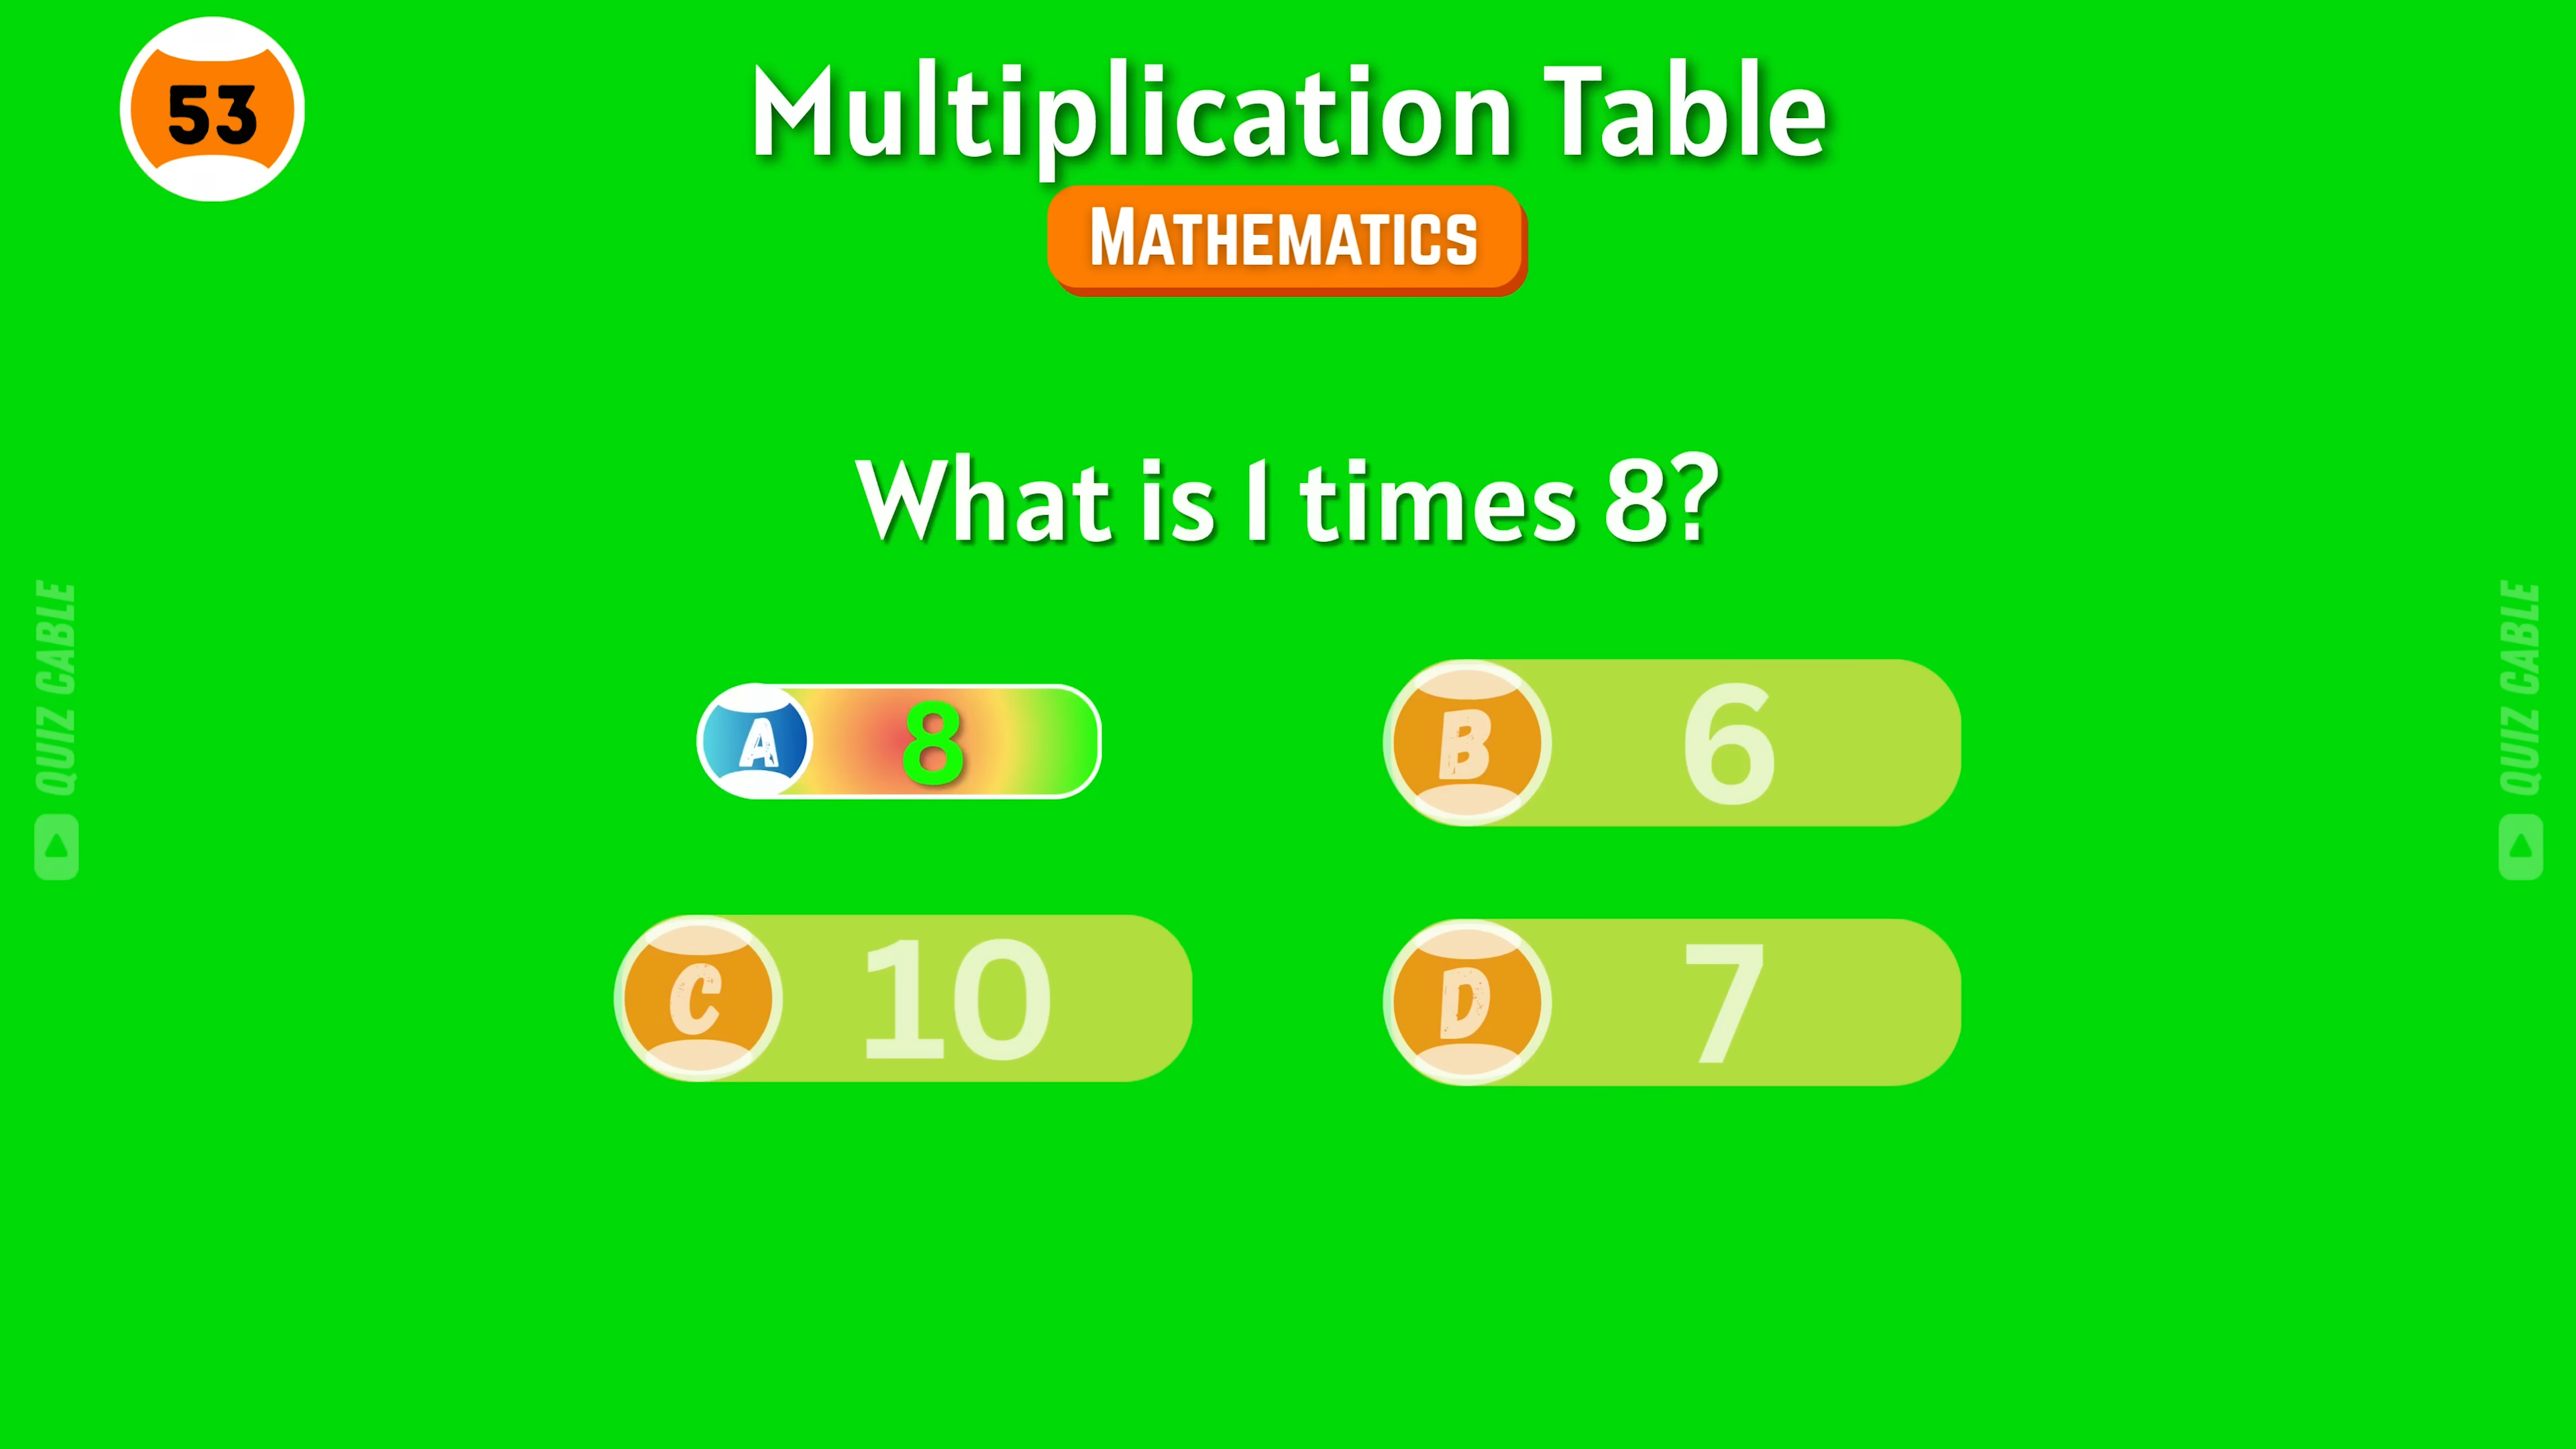 53
Multiplication Table
MATHEMATICS
What is 1 times 8?
A 8
B 6
C 10
D 7
QUIZ CABLE
QUIZ CABLE